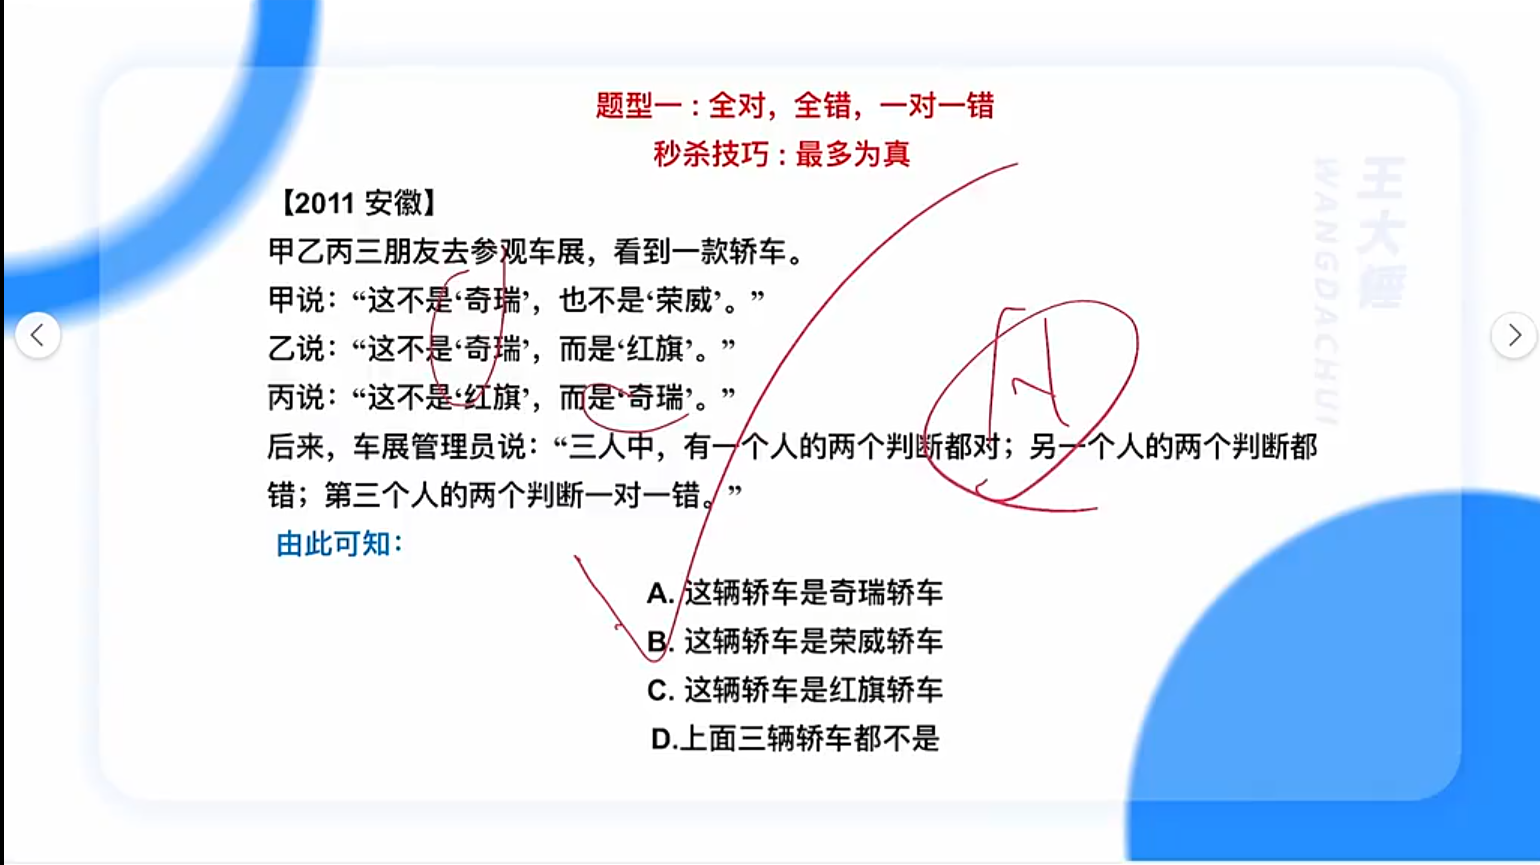 题型一：全对，全错，一对一错
秒杀技巧：最多为真
【2011 安徽】
甲乙丙三朋友去参观车展，看到一款轿车。
甲说：“这不是‘奇瑞’，也不是‘荣威’。”
乙说：“这不是‘奇瑞’，而是‘红旗’。”
丙说：“这不是‘红旗’，而是‘奇瑞’。”
后来，车展管理员说：“三人中，有一个人的两个判断都对；另一个人的两个判断都
错；第三个人的两个判断一对一错。”
由此可知：
A. 这辆轿车是奇瑞轿车
B. 这辆轿车是荣威轿车
C. 这辆轿车是红旗轿车
D.上面三辆轿车都不是
王大锤
WANGDACHUI